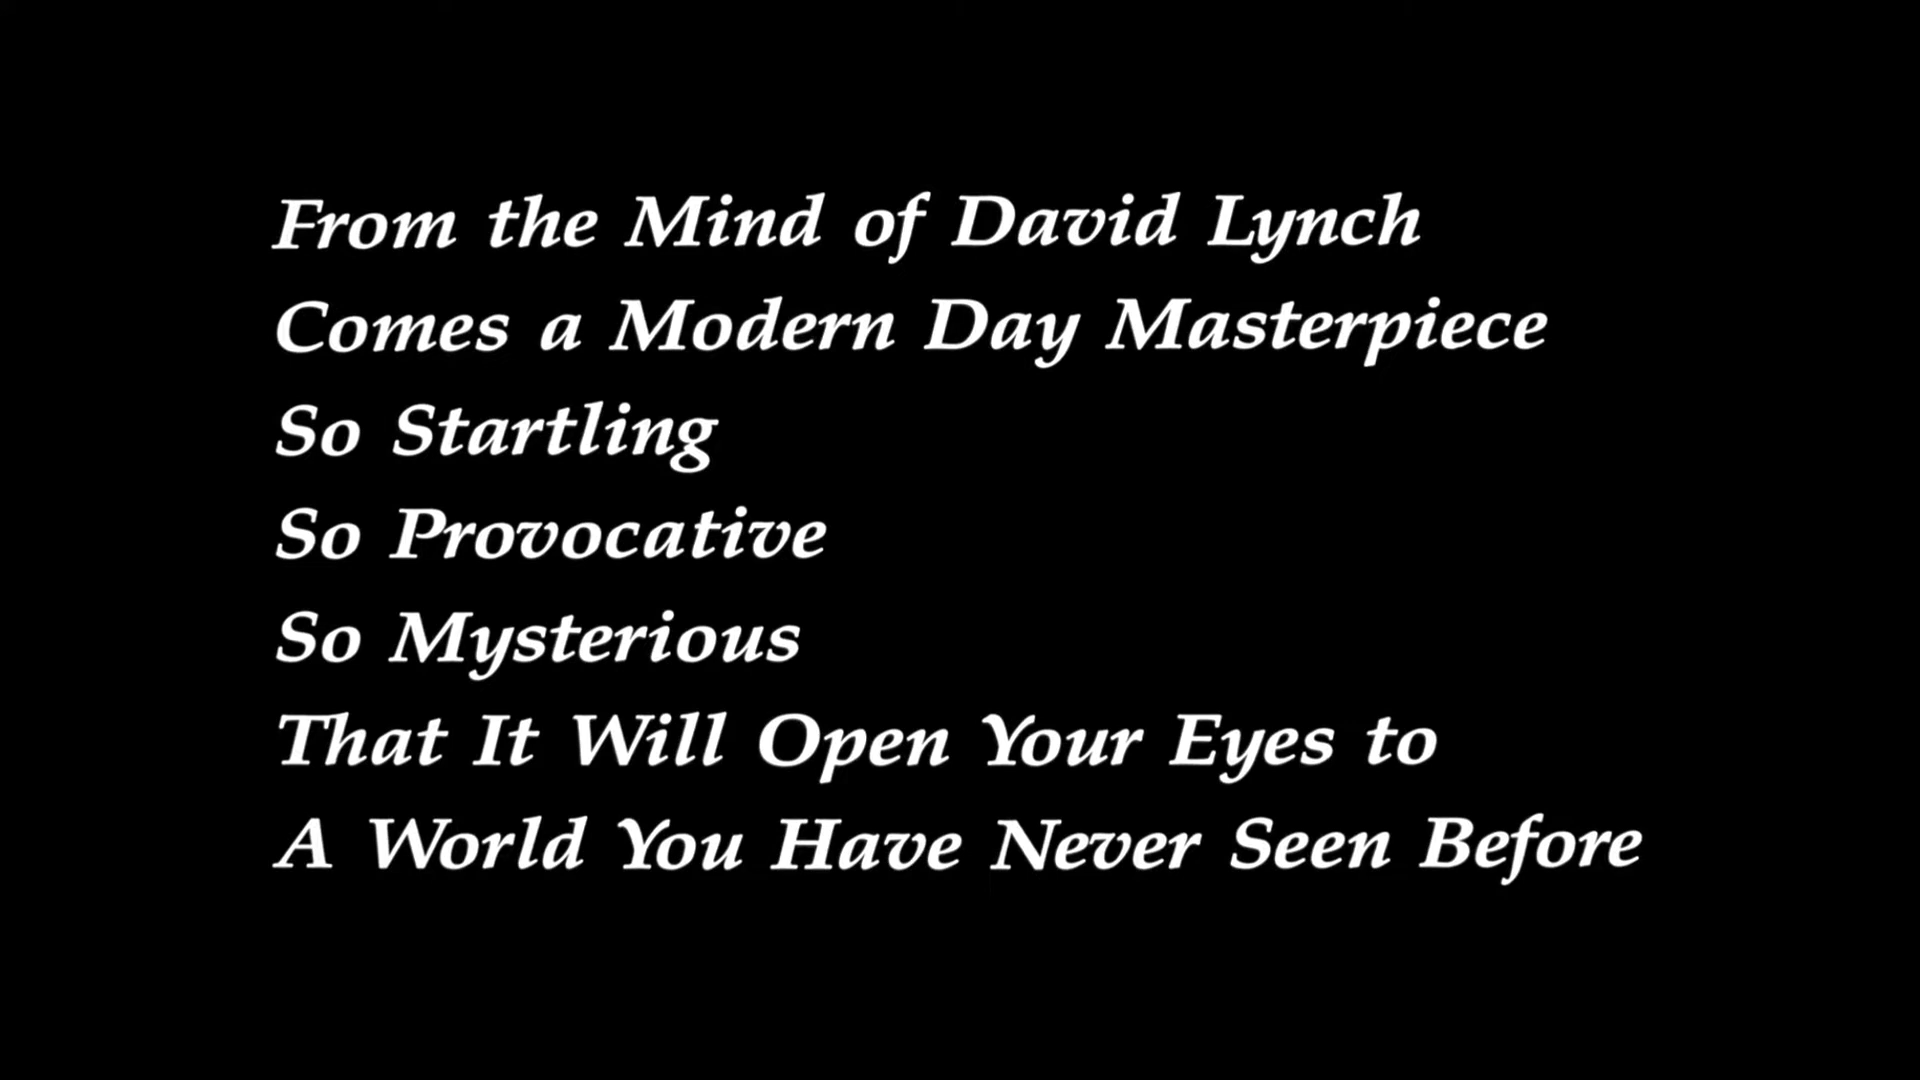 From the Mind of David Lynch
Comes a Modern Day Masterpiece
So Startling
So Provocative
So Mysterious
That It Will Open Your Eyes to
A World You Have Never Seen Before